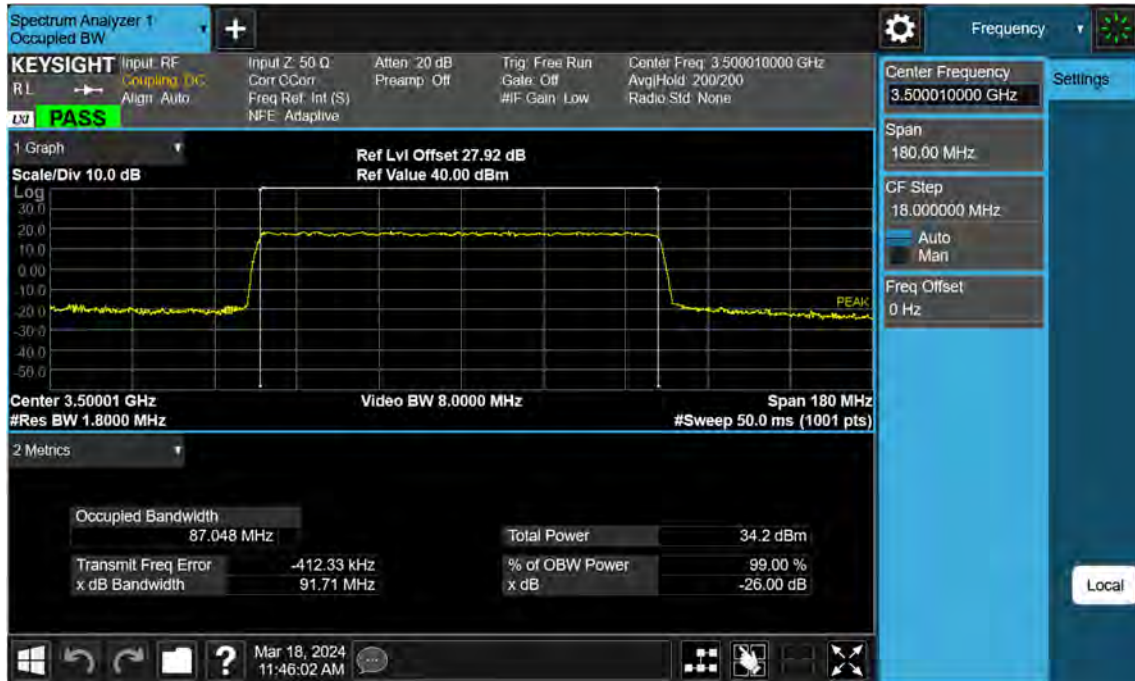 Spectrum Analyzer 1
Occupied BW
+
Frequency
KEYSIGHT
RL
LXI
PASS
Input: RF
Coupling: DC
Align: Auto
Input Z: 50 Ω
Corr CCorr
Freq Ref: Int (S)
NFE: Adaptive
Atten: 20 dB
Preamp: Off
Trig: Free Run
Gate: Off
#IF Gain: Low
Center Freq: 3.500010000 GHz
Avg|Hold: 200/200
Radio Std: None
Center Frequency
3.500010000 GHz
Settings
Span
180.00 MHz
CF Step
18.000000 MHz
Auto
Man
Freq Offset
0 Hz
1 Graph
Scale/Div 10.0 dB
Ref Lvl Offset 27.92 dB
Ref Value 40.00 dBm
Log
30.0
20.0
10.0
0.00
-10.0
-20.0
-30.0
-40.0
-50.0
PEAK
Center 3.50001 GHz
#Res BW 1.8000 MHz
Video BW 8.0000 MHz
Span 180 MHz
#Sweep 50.0 ms (1001 pts)
2 Metrics
Occupied Bandwidth
87.048 MHz
Transmit Freq Error -412.33 kHz
x dB Bandwidth 91.71 MHz
Total Power 34.2 dBm
% of OBW Power 99.00 %
x dB -26.00 dB
Local
?
Mar 18, 2024
11:46:02 AM